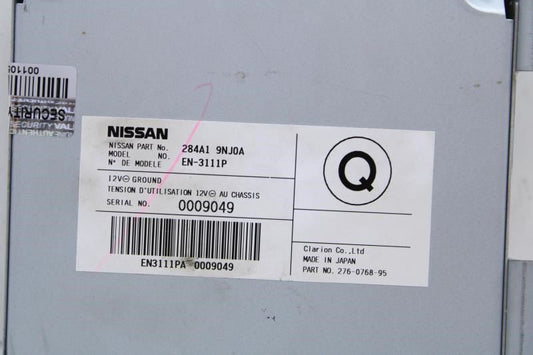 NISSAN
NISSAN PART No. 284A1 9NJ0A
MODEL NO.
N° DE MODELE EN-3111P
12V⊖ GROUND
TENSION D'UTILISATION 12V⊖ AU CHASSIS
SERIAL NO. 0009049
EN3111PA 0009049
Q
Clarion Co.,Ltd
MADE IN JAPAN
PART NO. 276-0768-95
SECURITY